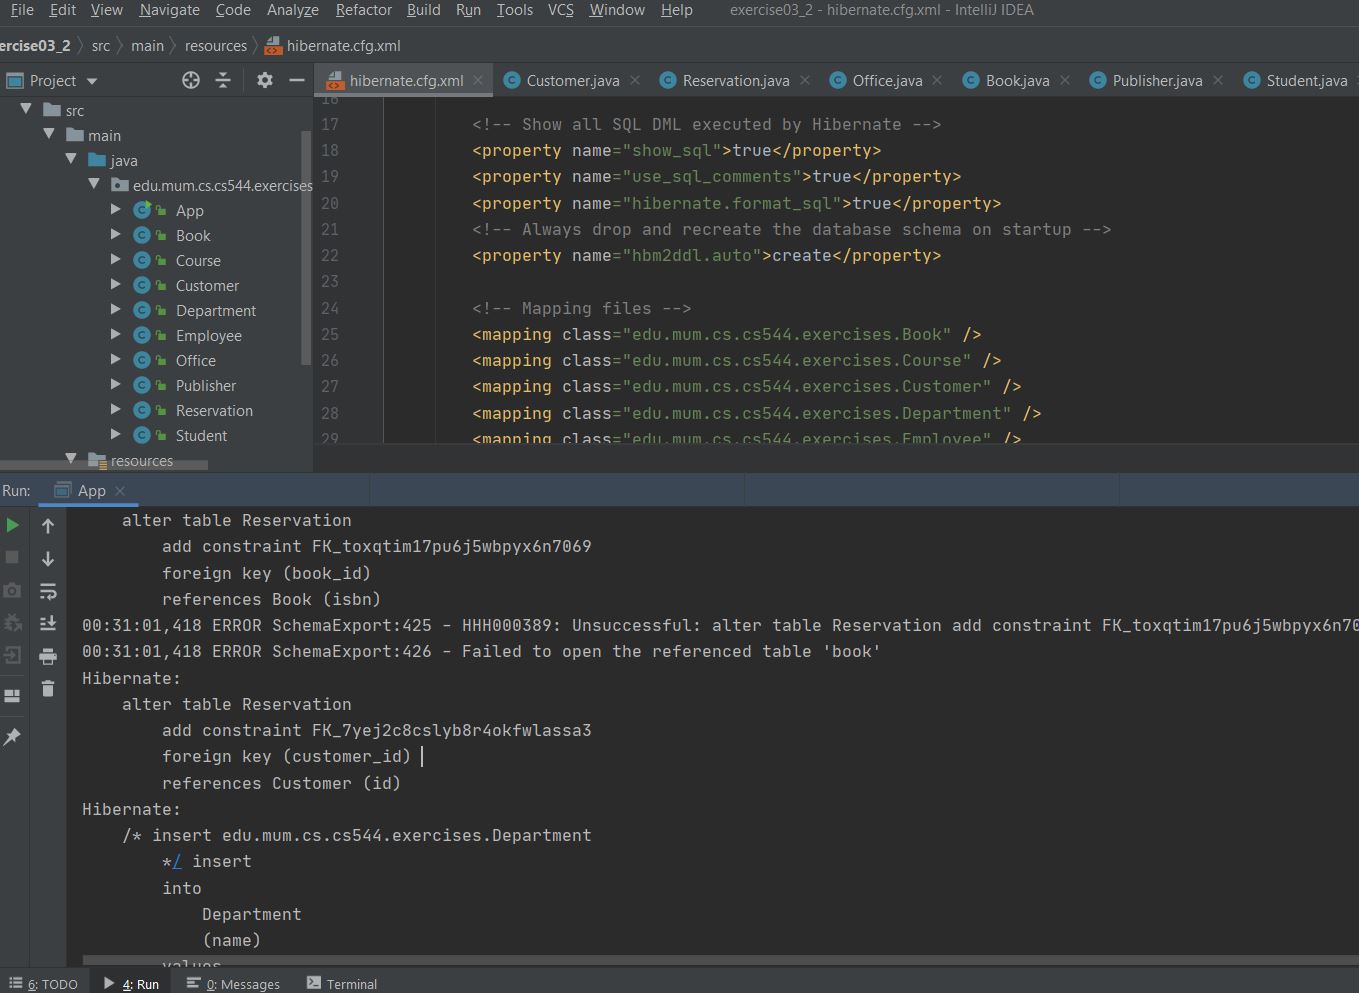 File Edit View Navigate Code Analyze Refactor Build Run Tools VCS Window Help exercise03_2 - hibernate.cfg.xml - IntelliJ IDEA
ercise03_2 src main resources hibernate.cfg.xml
Project
hibernate.cfg.xml Customer.java Reservation.java Office.java Book.java Publisher.java Student.java
src
main
java
edu.mum.cs.cs544.exercises
App
Book
Course
Customer
Department
Employee
Office
Publisher
Reservation
Student
resources
16
17 <!-- Show all SQL DML executed by Hibernate -->
18 <property name="show_sql">true</property>
19 <property name="use_sql_comments">true</property>
20 <property name="hibernate.format_sql">true</property>
21 <!-- Always drop and recreate the database schema on startup -->
22 <property name="hbm2ddl.auto">create</property>
23
24 <!-- Mapping files -->
25 <mapping class="edu.mum.cs.cs544.exercises.Book" />
26 <mapping class="edu.mum.cs.cs544.exercises.Course" />
27 <mapping class="edu.mum.cs.cs544.exercises.Customer" />
28 <mapping class="edu.mum.cs.cs544.exercises.Department" />
29 <mapping class="edu.mum.cs.cs544.exercises.Employee" />
Run: App
alter table Reservation
add constraint FK_toxqtim17pu6j5wbpyx6n7069
foreign key (book_id)
references Book (isbn)
00:31:01,418 ERROR SchemaExport:425 - HHH000389: Unsuccessful: alter table Reservation add constraint FK_toxqtim17pu6j5wbpyx6n70
00:31:01,418 ERROR SchemaExport:426 - Failed to open the referenced table 'book'
Hibernate:
alter table Reservation
add constraint FK_7yej2c8cslyb8r4okfwlassa3
foreign key (customer_id)
references Customer (id)
Hibernate:
/* insert edu.mum.cs.cs544.exercises.Department
*/ insert
into
Department
(name)
values
6: TODO 4: Run 0: Messages Terminal